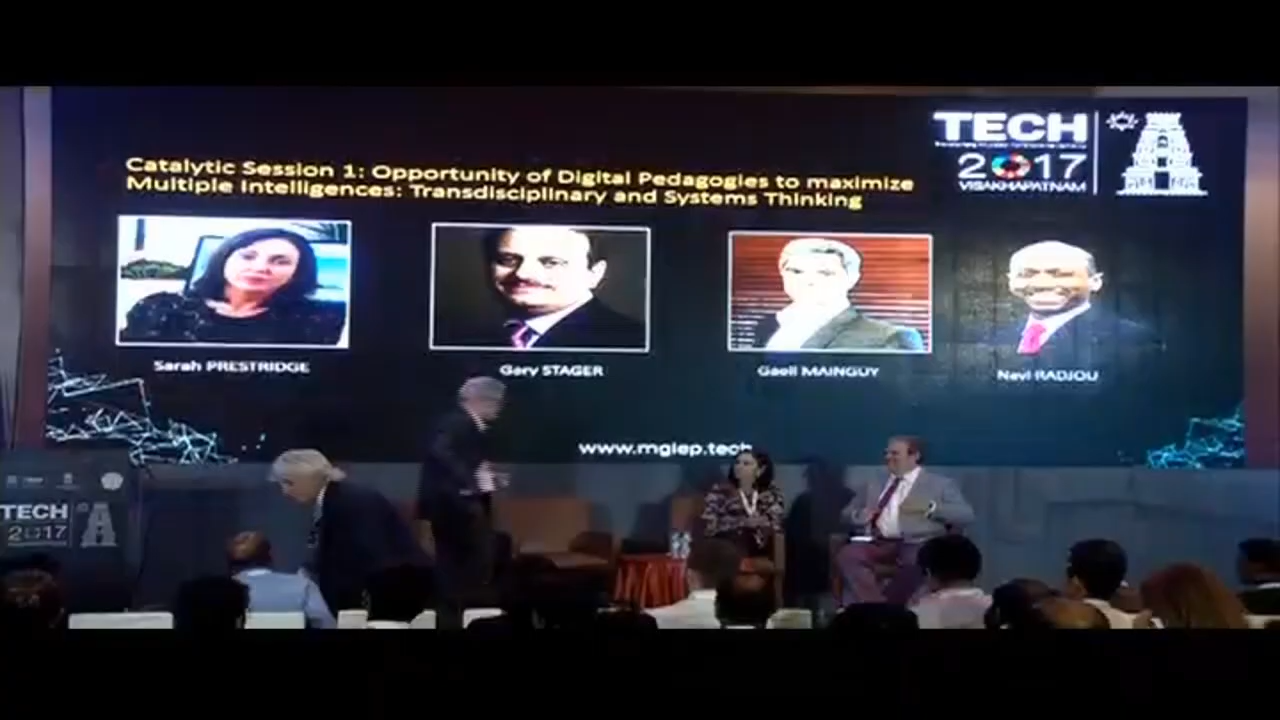 TECH
2017
VISAKHAPATNAM
Catalytic Session 1: Opportunity of Digital Pedagogies to maximize
Multiple Intelligences: Transdisciplinary and Systems Thinking
Sarah PRESTRIDGE
Gary STAGER
Gaell MAINGUY
Navi RADJOU
www.mgiep.tech
TECH
2017